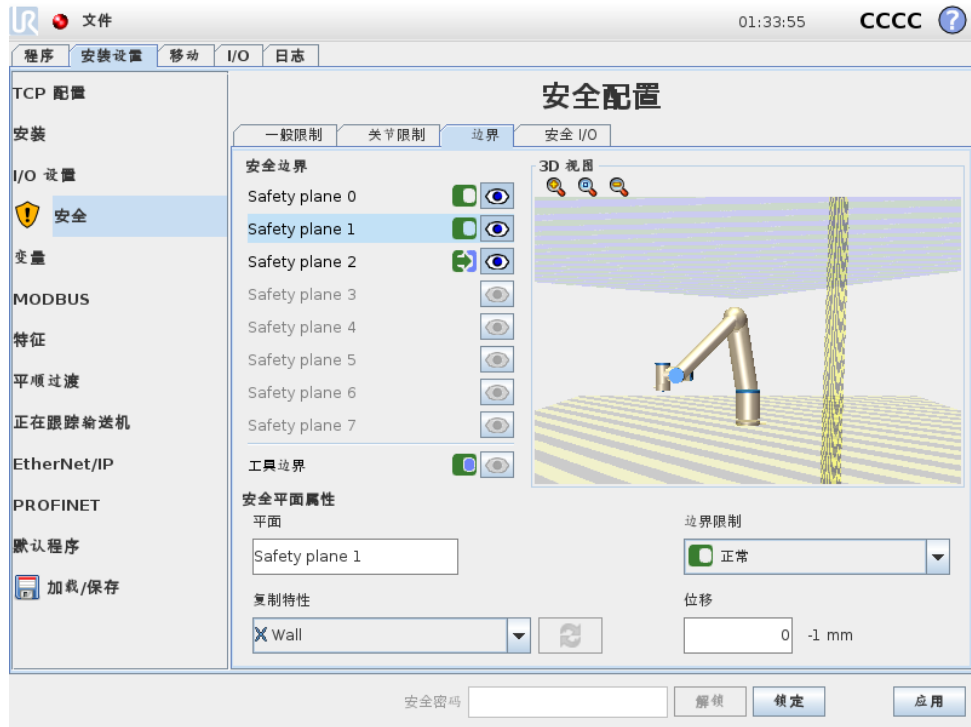 UR 文件 01:33:55 CCCC ?
程序 安装设置 移动 I/O 日志
TCP 配置
安装
I/O 设置
安全
变量
MODBUS
特征
平顺过渡
正在跟踪输送机
EtherNet/IP
PROFINET
默认程序
加载/保存
安全配置
一般限制 关节限制 边界 安全 I/O
安全边界
Safety plane 0
Safety plane 1
Safety plane 2
Safety plane 3
Safety plane 4
Safety plane 5
Safety plane 6
Safety plane 7
工具边界
3D 视图
安全平面属性
平面
Safety plane 1
边界限制
正常
复制特性
Wall
位移
0 -1 mm
安全密码 解锁 锁定 应用